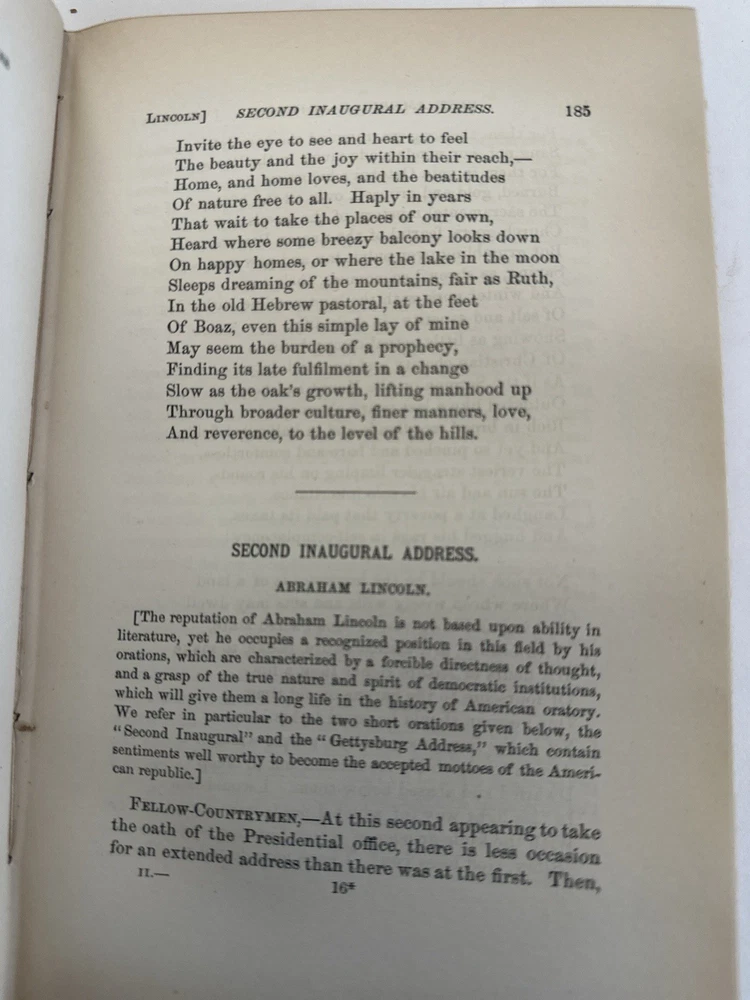 LINCOLN] SECOND INAUGURAL ADDRESS. 185
Invite the eye to see and heart to feel
The beauty and the joy within their reach,—
Home, and home loves, and the beatitudes
Of nature free to all. Haply in years
That wait to take the places of our own,
Heard where some breezy balcony looks down
On happy homes, or where the lake in the moon
Sleeps dreaming of the mountains, fair as Ruth,
In the old Hebrew pastoral, at the feet
Of Boaz, even this simple lay of mine
May seem the burden of a prophecy,
Finding its late fulfilment in a change
Slow as the oak's growth, lifting manhood up
Through broader culture, finer manners, love,
And reverence, to the level of the hills.
SECOND INAUGURAL ADDRESS.
ABRAHAM LINCOLN.
[The reputation of Abraham Lincoln is not based upon ability in
literature, yet he occupies a recognized position in this field by his
orations, which are characterized by a forcible directness of thought,
and a grasp of the true nature and spirit of democratic institutions,
which will give them a long life in the history of American oratory.
We refer in particular to the two short orations given below, the
"Second Inaugural" and the "Gettysburg Address," which contain
sentiments well worthy to become the accepted mottoes of the Ameri-
can republic.]
FELLOW-COUNTRYMEN,—At this second appearing to take
the oath of the Presidential office, there is less occasion
for an extended address than there was at the first. Then,
II.— 16*